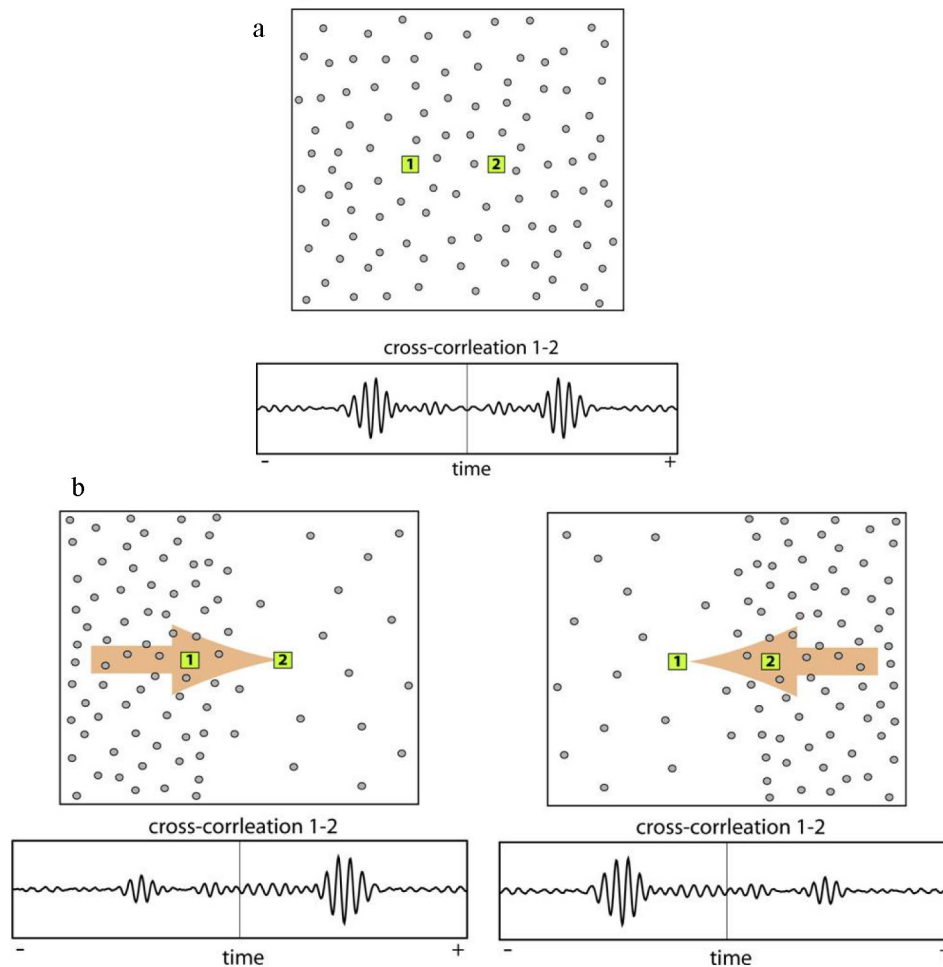 a
1 2
cross-corrleation 1-2
- time +
b
1 2
1 2
cross-corrleation 1-2
- time +
cross-corrleation 1-2
- time